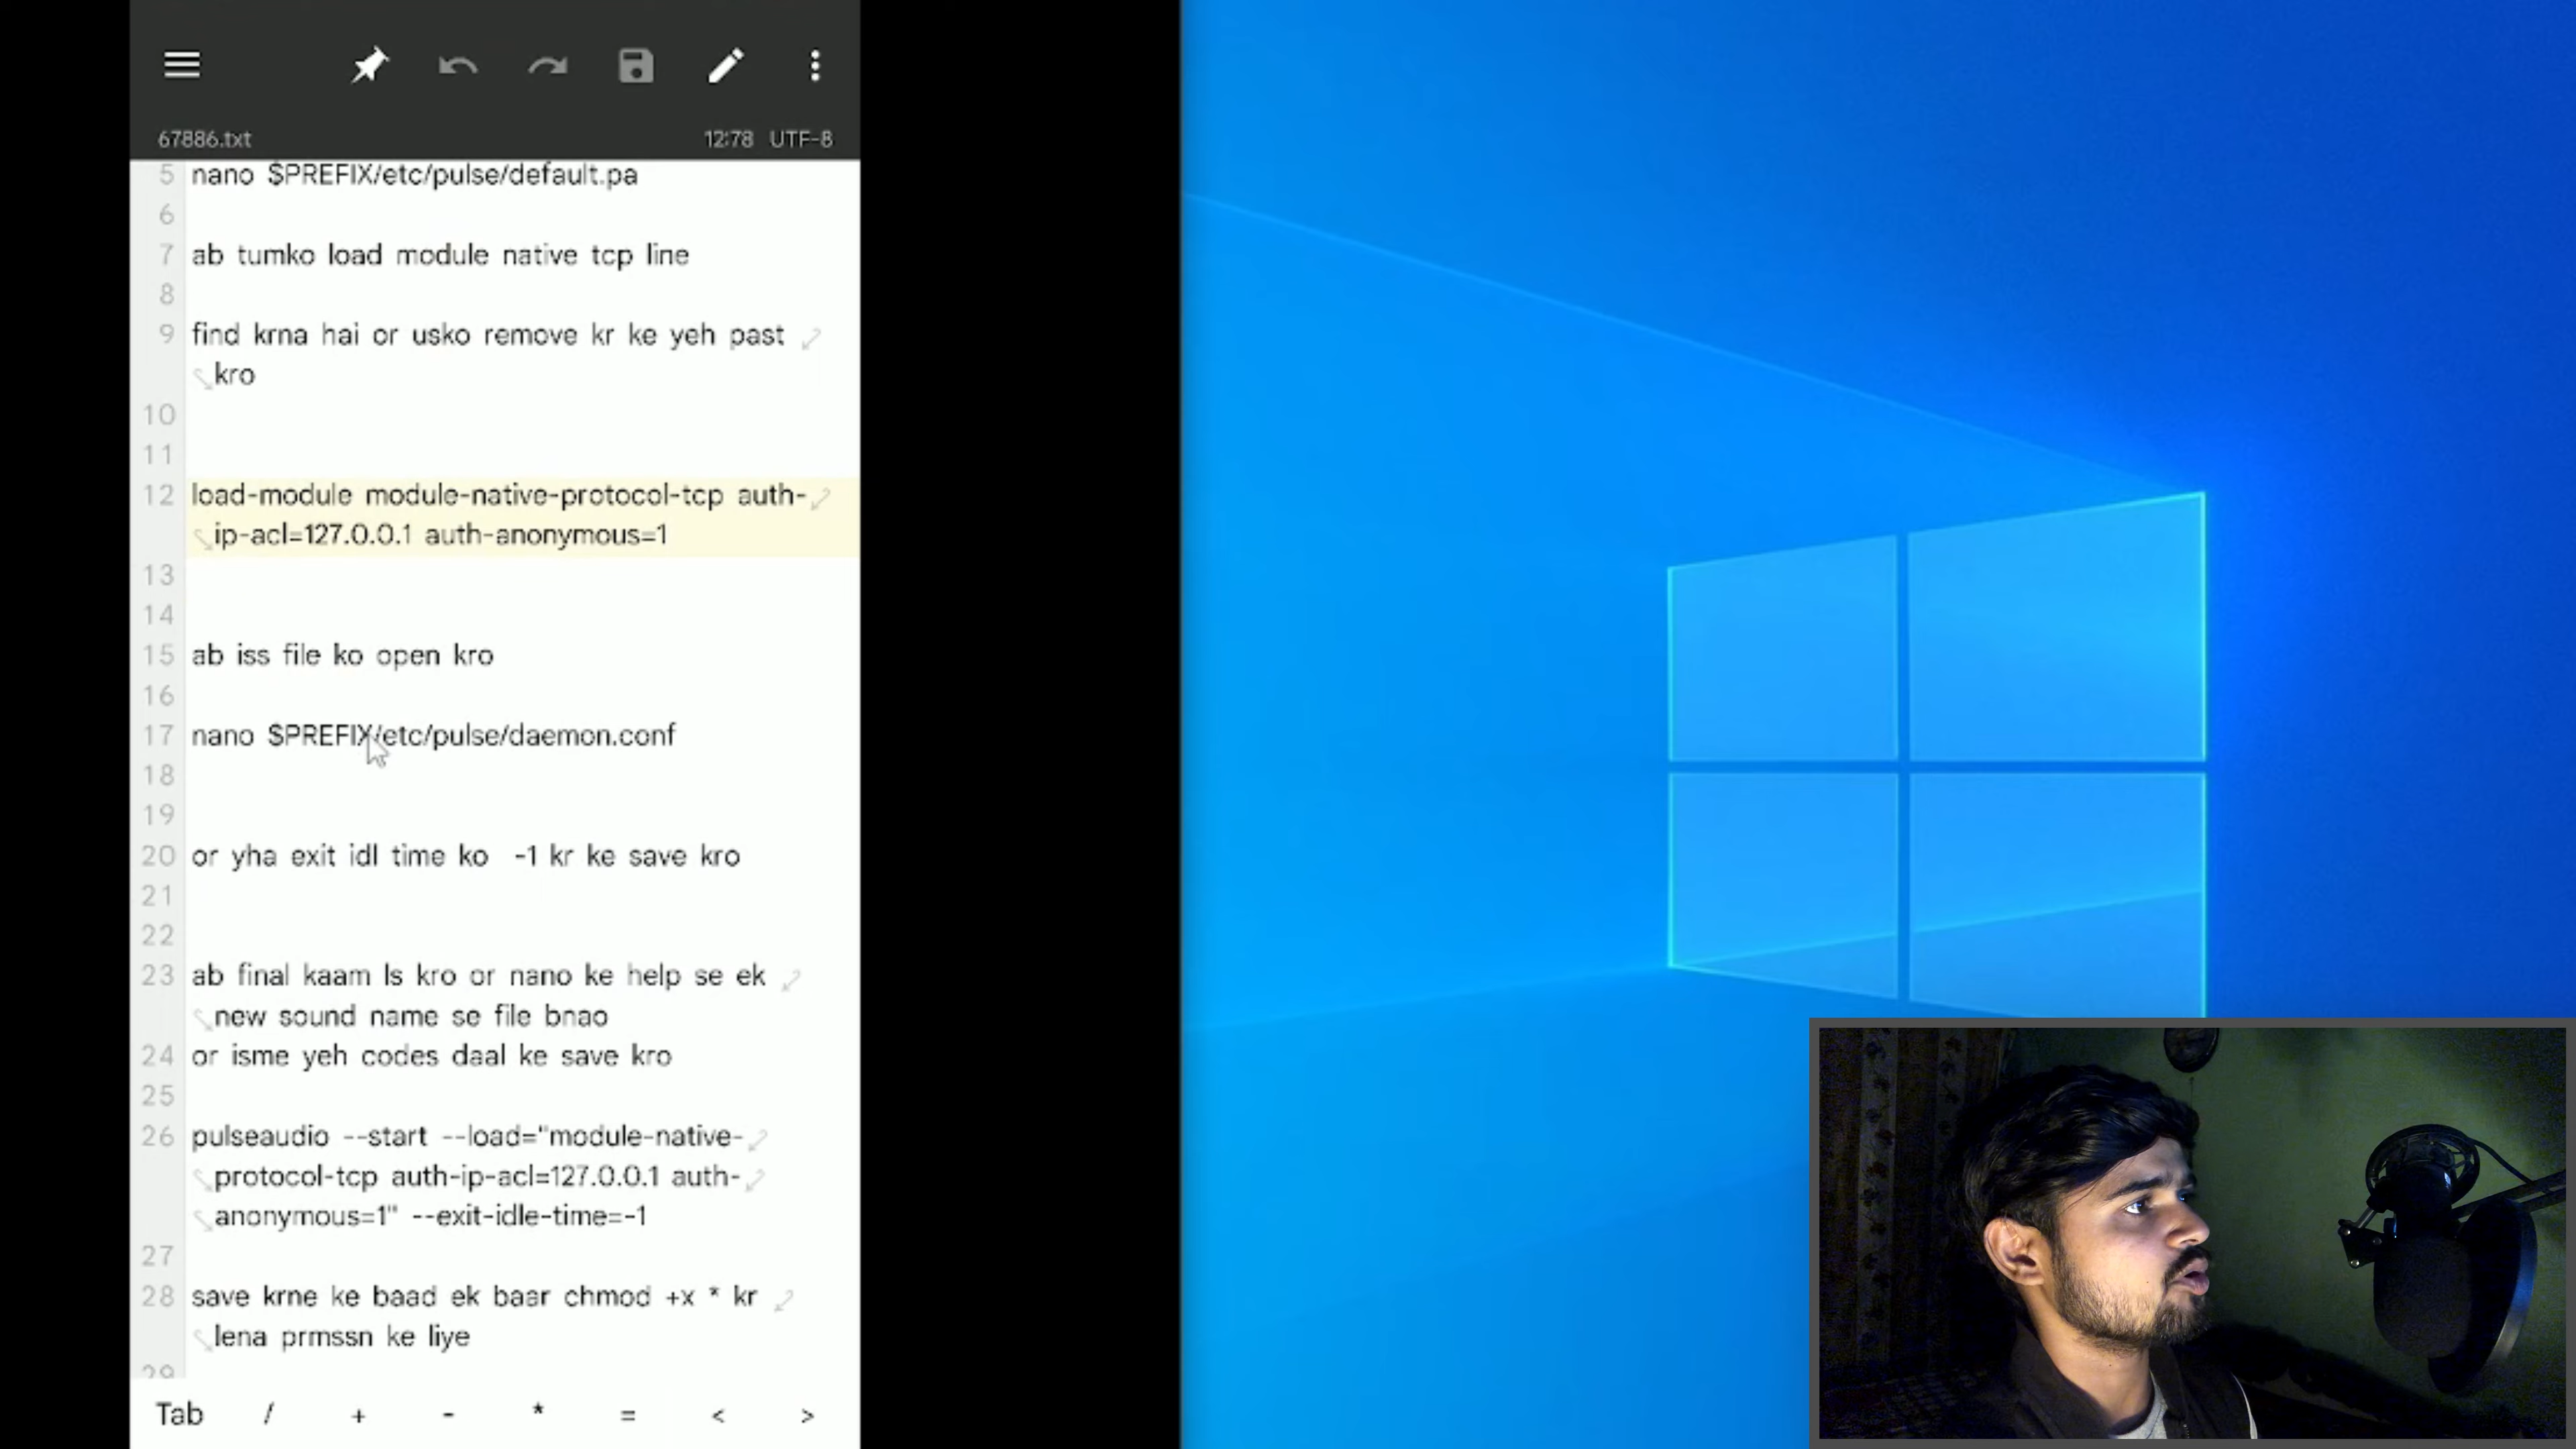 67886.txt 12:78 UTF-8
5 nano $PREFIX/etc/pulse/default.pa
6
7 ab tumko load module native tcp line
8
9 find krna hai or usko remove kr ke yeh past
kro
10
11
12 load-module module-native-protocol-tcp auth-
ip-acl=127.0.0.1 auth-anonymous=1
13
14
15 ab iss file ko open kro
16
17 nano $PREFIX/etc/pulse/daemon.conf
18
19
20 or yha exit idl time ko -1 kr ke save kro
21
22
23 ab final kaam ls kro or nano ke help se ek
new sound name se file bnao
24 or isme yeh codes daal ke save kro
25
26 pulseaudio --start --load="module-native-
protocol-tcp auth-ip-acl=127.0.0.1 auth-
anonymous=1" --exit-idle-time=-1
27
28 save krne ke baad ek baar chmod +x * kr
lena prmssn ke liye
29
Tab / + - * = < >